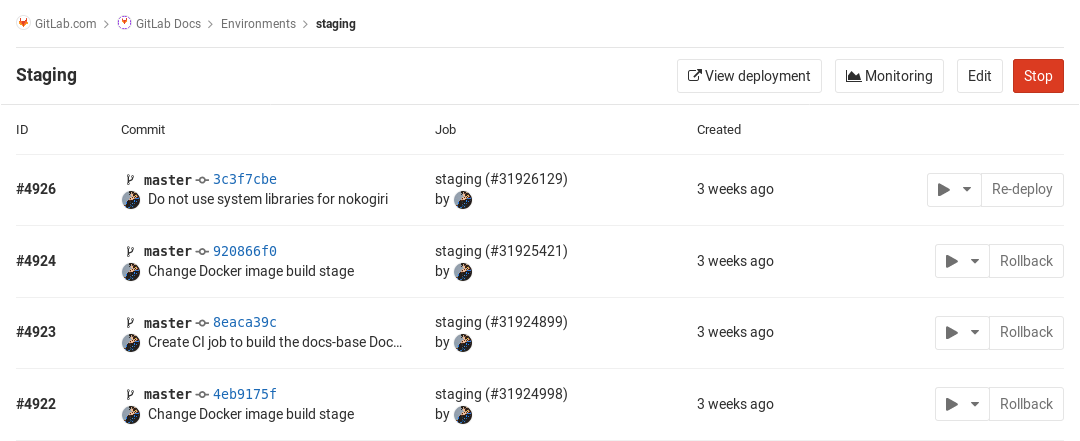 GitLab.com > GitLab Docs > Environments > staging
Staging
View deployment Monitoring Edit Stop
ID Commit Job Created
#4926 master 3c3f7cbe staging (#31926129) 3 weeks ago Re-deploy
Do not use system libraries for nokogiri by
#4924 master 920866f0 staging (#31925421) 3 weeks ago Rollback
Change Docker image build stage by
#4923 master 8eaca39c staging (#31924899) 3 weeks ago Rollback
Create CI job to build the docs-base Doc... by
#4922 master 4eb9175f staging (#31924998) 3 weeks ago Rollback
Change Docker image build stage by